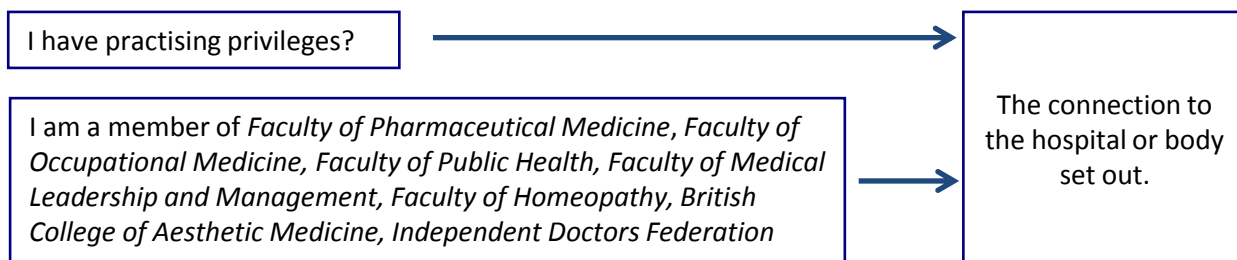 I have practising privileges?
I am a member of Faculty of Pharmaceutical Medicine, Faculty of
Occupational Medicine, Faculty of Public Health, Faculty of Medical
Leadership and Management, Faculty of Homeopathy, British
College of Aesthetic Medicine, Independent Doctors Federation
The connection to
the hospital or body
set out.